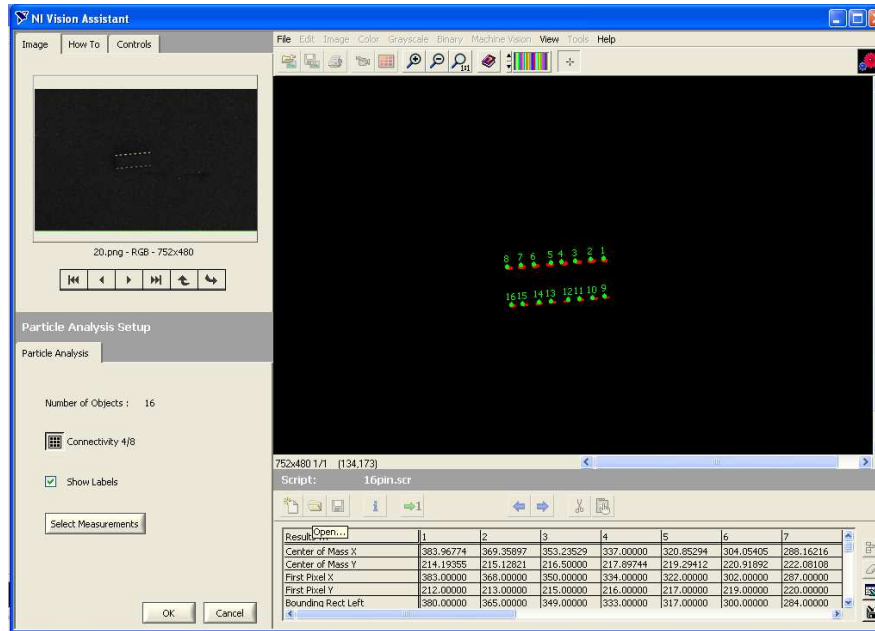 NI Vision Assistant
Image How To Controls
File Edit Image Color Grayscale Binary Machine Vision View Tools Help
1:1
20.png - RGB - 752x480
8 7 6 5 4 3 2 1
16 15 14 13 12 11 10 9
Particle Analysis Setup
Particle Analysis
Number of Objects : 16
Connectivity 4/8
Show Labels
Select Measurements
OK Cancel
752x480 1/1 (134,173)
Script: 16pin.scr
1
Open...
1 2 3 4 5 6 7
Center of Mass X 383.96774 369.35897 353.23529 337.00000 320.85294 304.05405 288.16216
Center of Mass Y 214.19355 215.12821 216.50000 217.89744 219.29412 220.91892 222.08108
First Pixel X 383.00000 368.00000 350.00000 334.00000 322.00000 302.00000 287.00000
First Pixel Y 212.00000 213.00000 215.00000 216.00000 217.00000 219.00000 220.00000
Bounding Rect Left 380.00000 365.00000 349.00000 333.00000 317.00000 300.00000 284.00000